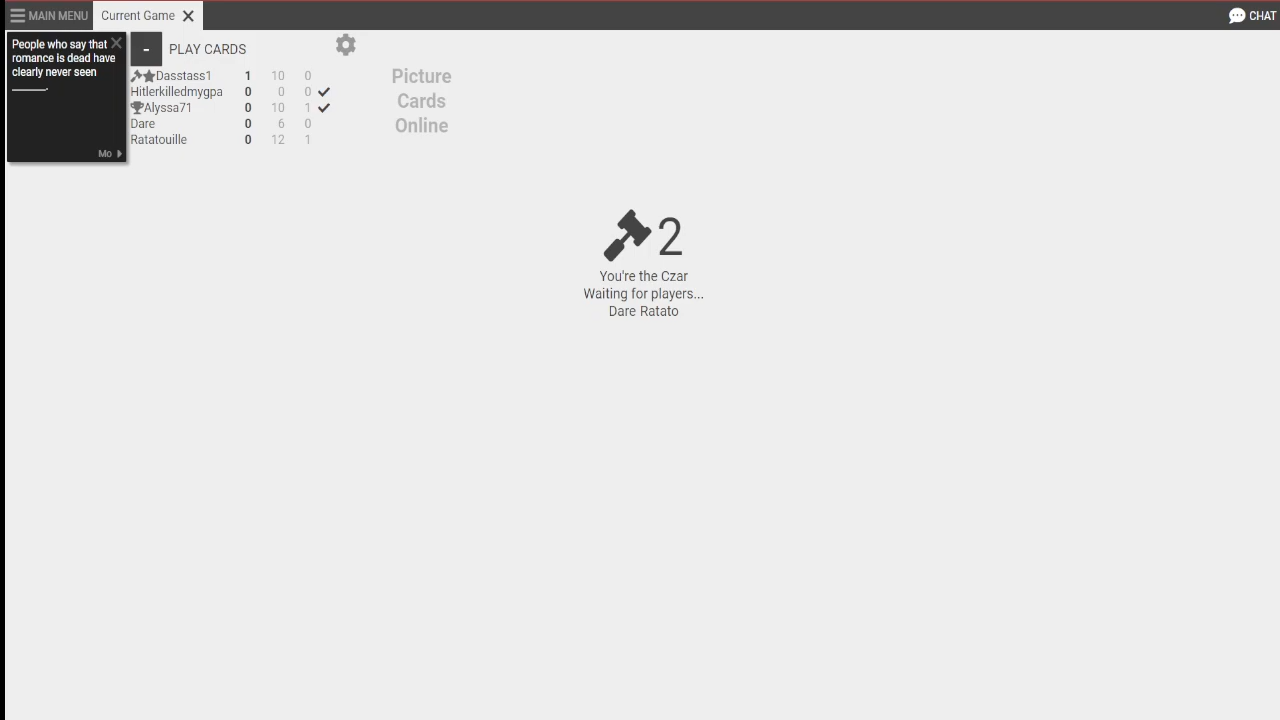 MAIN MENU
Current Game
CHAT
People who say that
romance is dead have
clearly never seen
______.
Mo
-
PLAY CARDS
Dasstass1 1 10 0
Hitlerkilledmygpa 0 0 0
Alyssa71 0 10 1
Dare 0 6 0
Ratatouille 0 12 1
Picture
Cards
Online
2
You're the Czar
Waiting for players...
Dare Ratato